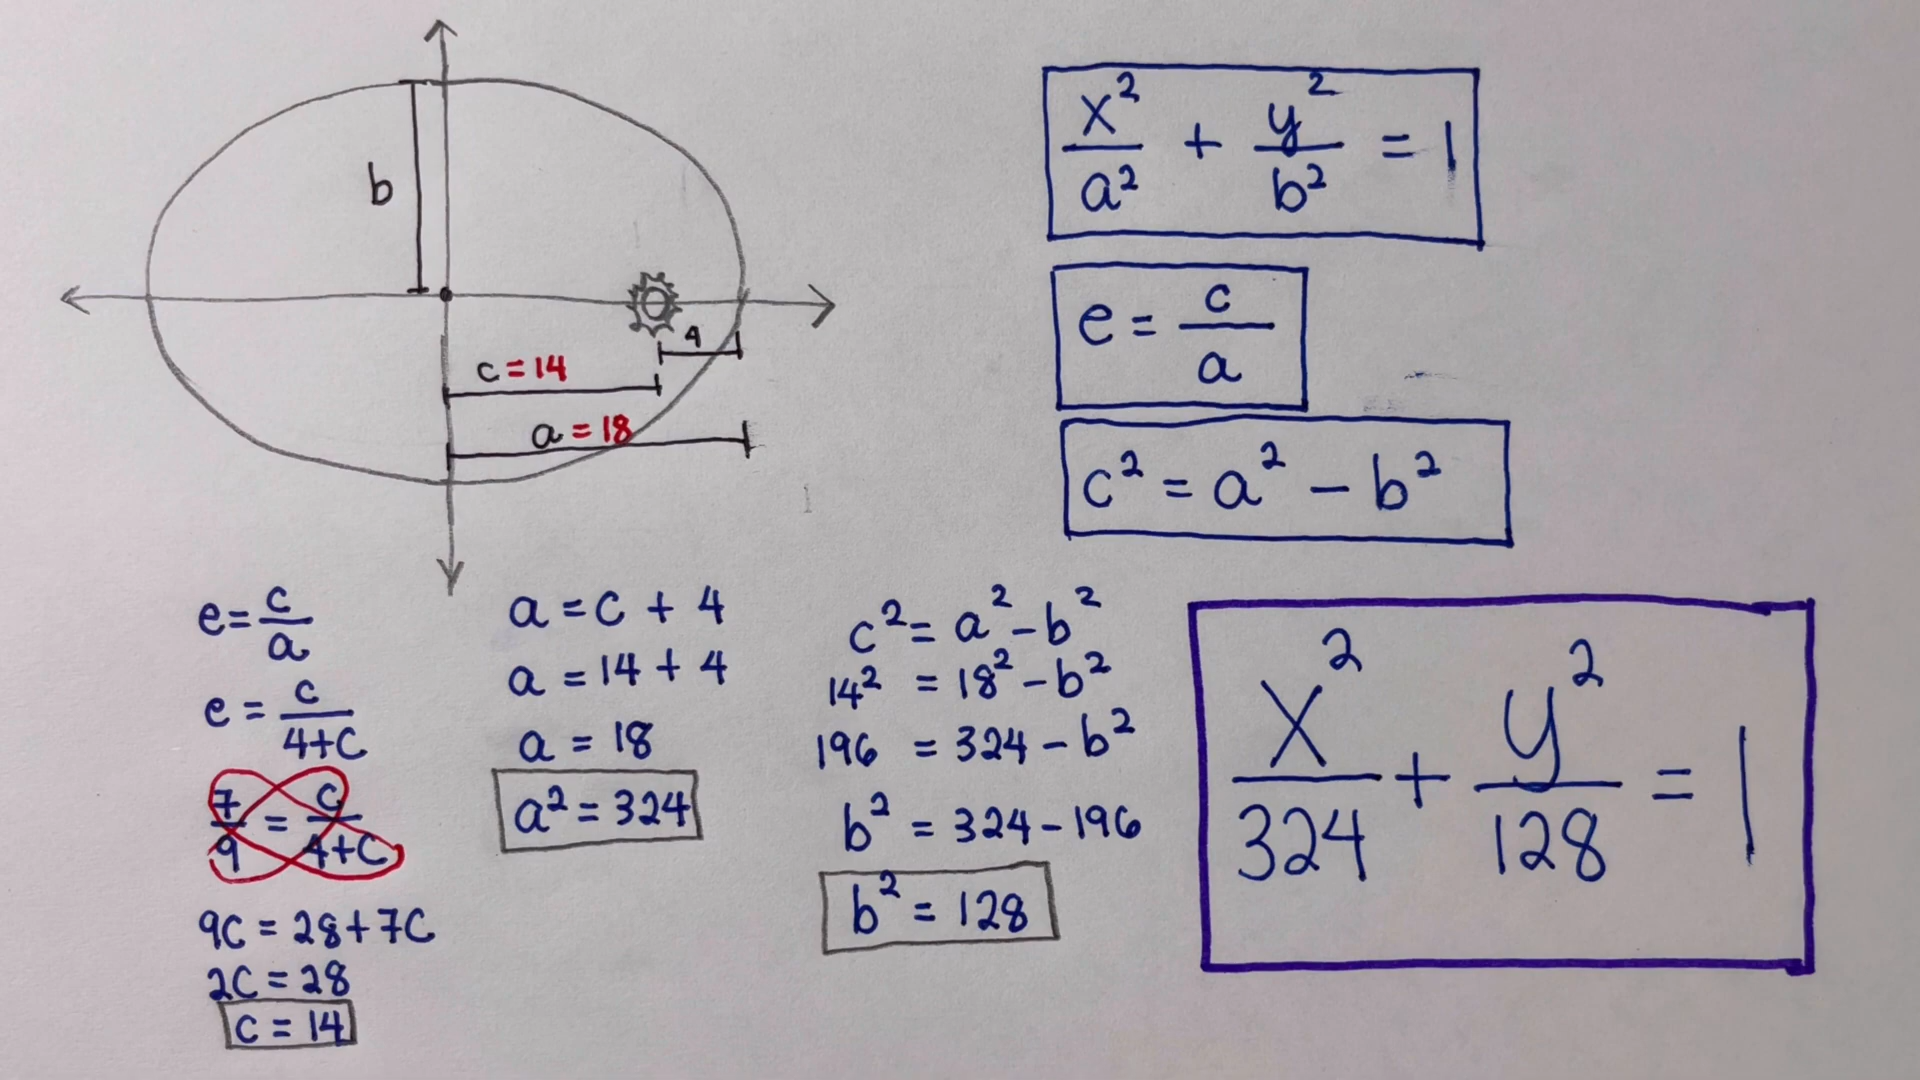 b
4
c = 14
a = 18
x²/a² + y²/b² = 1
e = c/a
c² = a² - b²
e = c/a
e = c/4+C
7/9 = C/4+C
9C = 28 + 7C
2C = 28
C = 14
a = C + 4
a = 14 + 4
a = 18
a² = 324
c² = a² - b²
14² = 18² - b²
196 = 324 - b²
b² = 324 - 196
b² = 128
x²/324 + y²/128 = 1